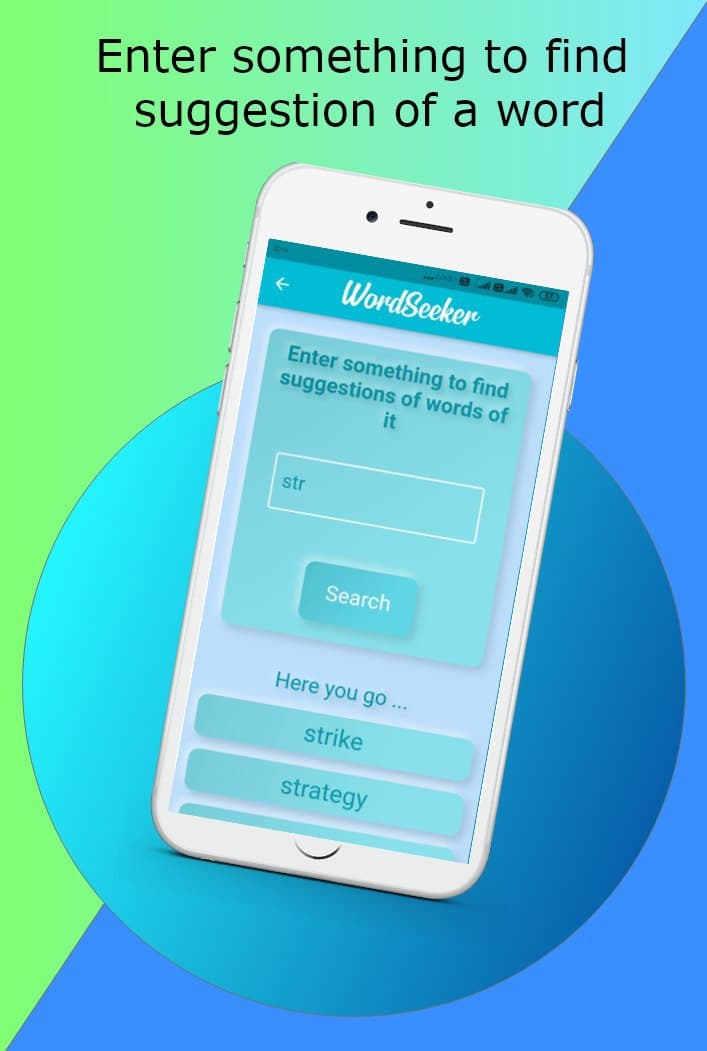 Enter something to find
suggestion of a word
WordSeeker
Enter something to find
suggestions of words of
it
str
Search
Here you go ...
strike
strategy